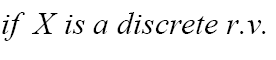 if X is a discrete r.v.